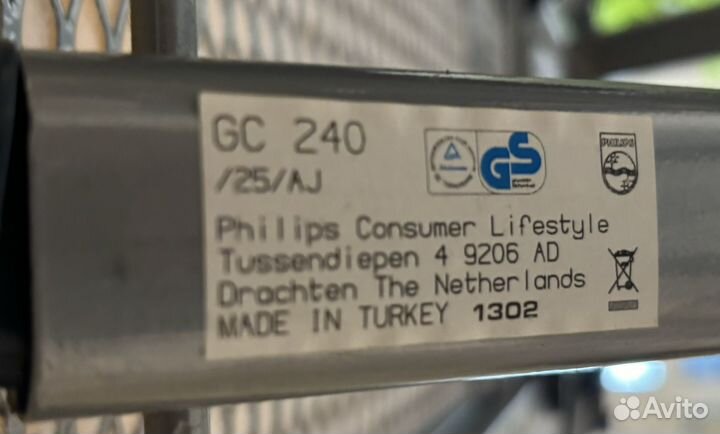 GC 240
/25/AJ
GS
PHILIPS
Philips Consumer Lifestyle
Tussendiepen 4 9206 AD
Drachten The Netherlands
MADE IN TURKEY 1302
Avito